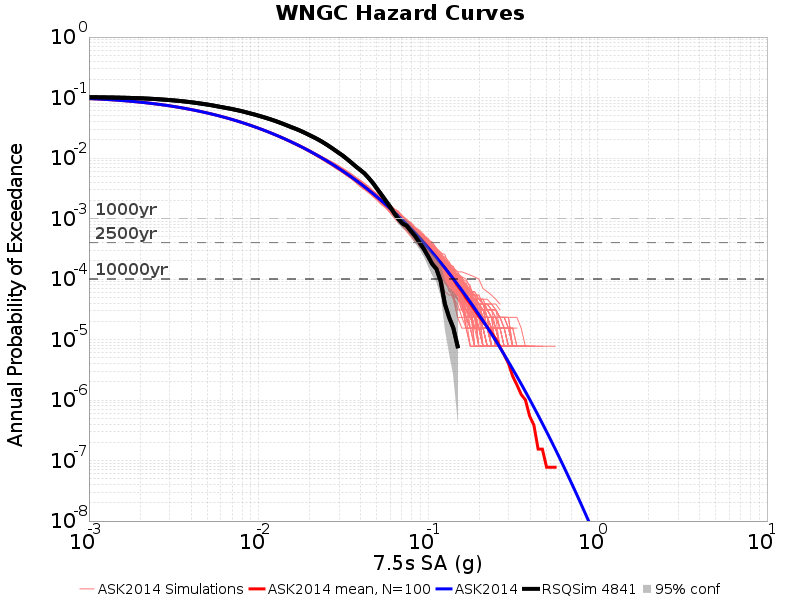 WNGC Hazard Curves
Annual Probability of Exceedance
10^0
10^-1
10^-2
10^-3
10^-4
10^-5
10^-6
10^-7
10^-8
1000yr
2500yr
10000yr
10^-3 10^-2 10^-1 10^0 10^1
7.5s SA (g)
ASK2014 Simulations ASK2014 mean, N=100 ASK2014 RSQSim 4841 95% conf